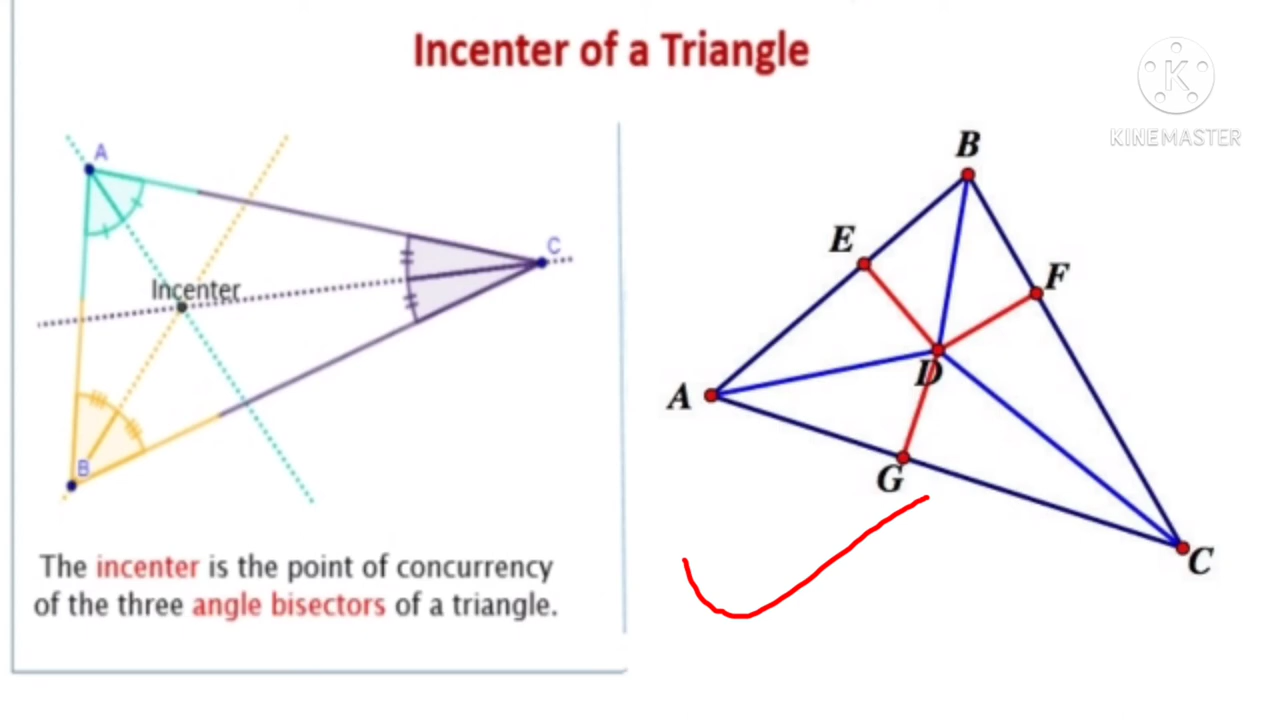 Incenter of a Triangle
K
KINEMASTER
A
C
Incenter
B
The incenter is the point of concurrency
of the three angle bisectors of a triangle.
B
E
F
D
A
G
C